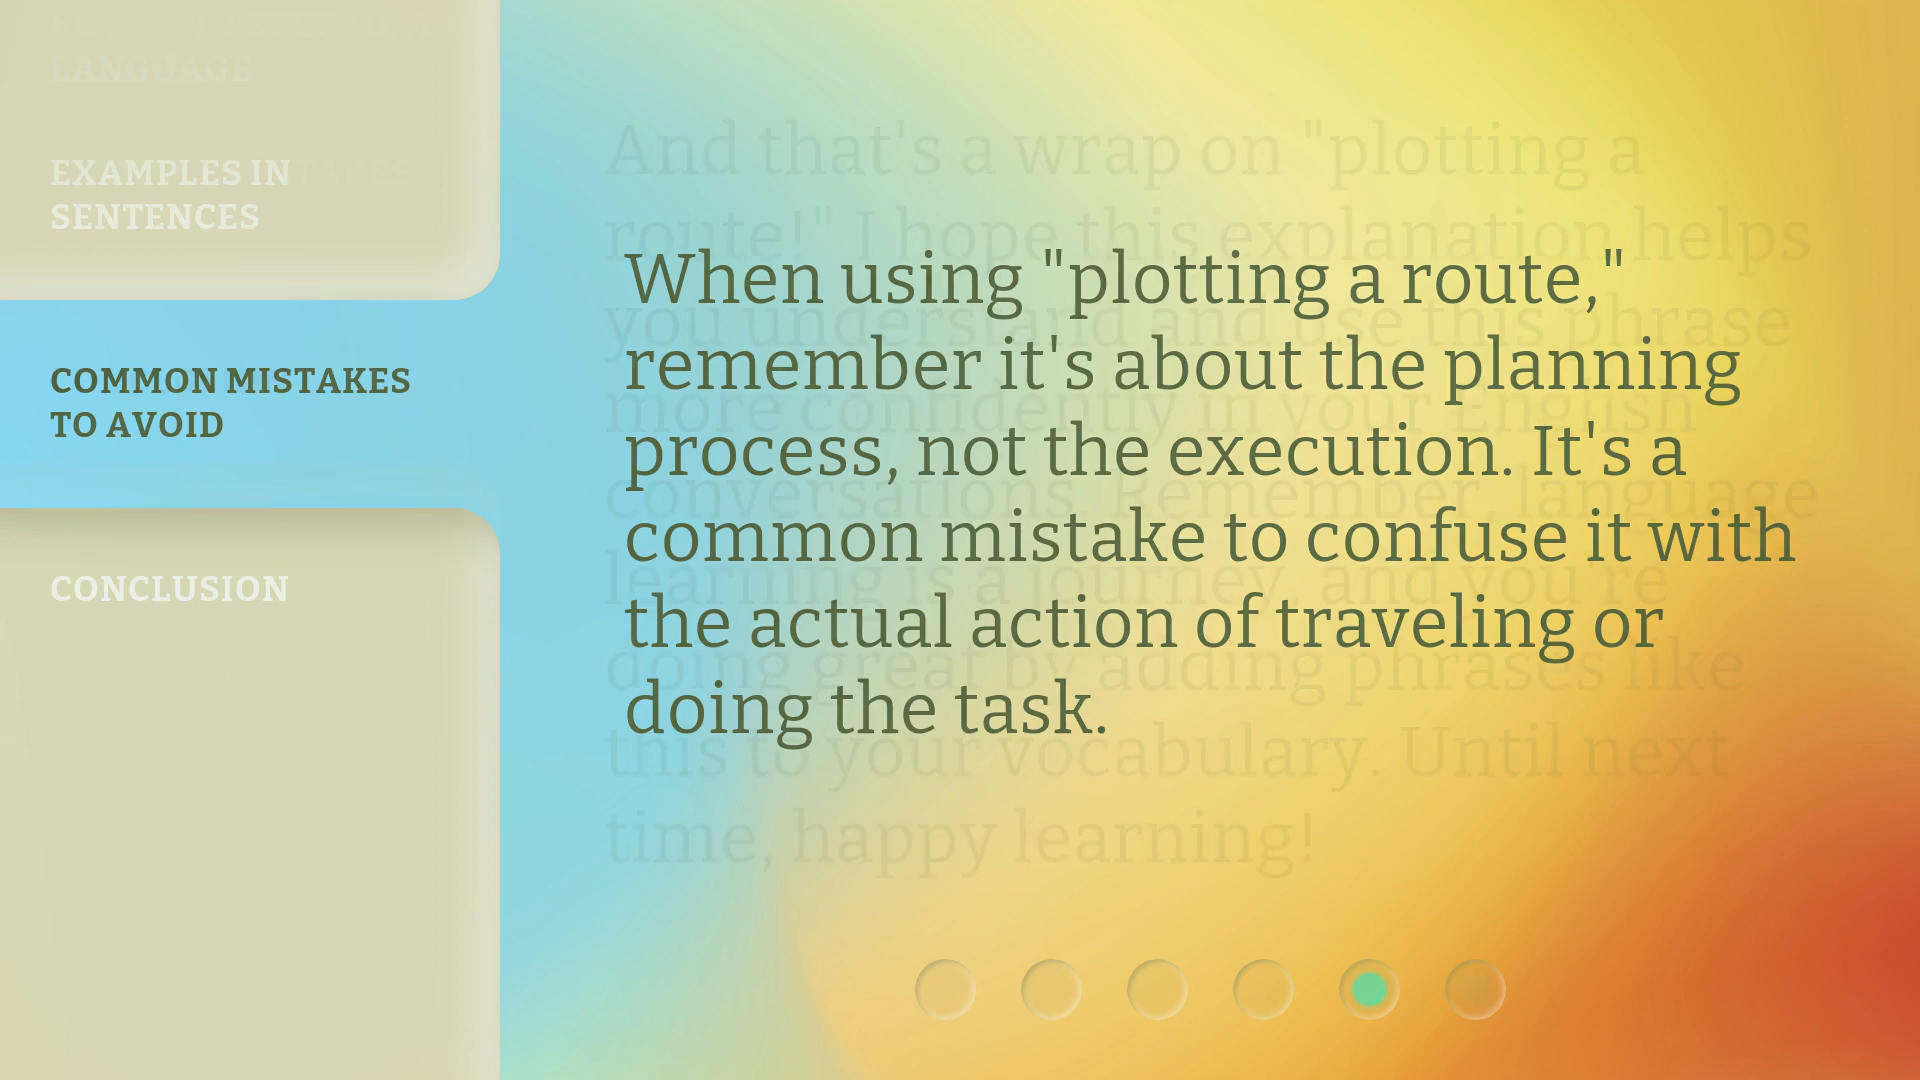 LANGUAGE
EXAMPLES IN
SENTENCES
COMMON MISTAKES
TO AVOID
CONCLUSION
When using "plotting a route,"
remember it's about the planning
process, not the execution. It's a
common mistake to confuse it with
the actual action of traveling or
doing the task.
And that's a wrap on "plotting a
route!" I hope this explanation helps
you understand and use this phrase
more confidently in your English
conversations. Remember, language
learning is a journey, and you're
doing great by adding phrases like
this to your vocabulary. Until next
time, happy learning!